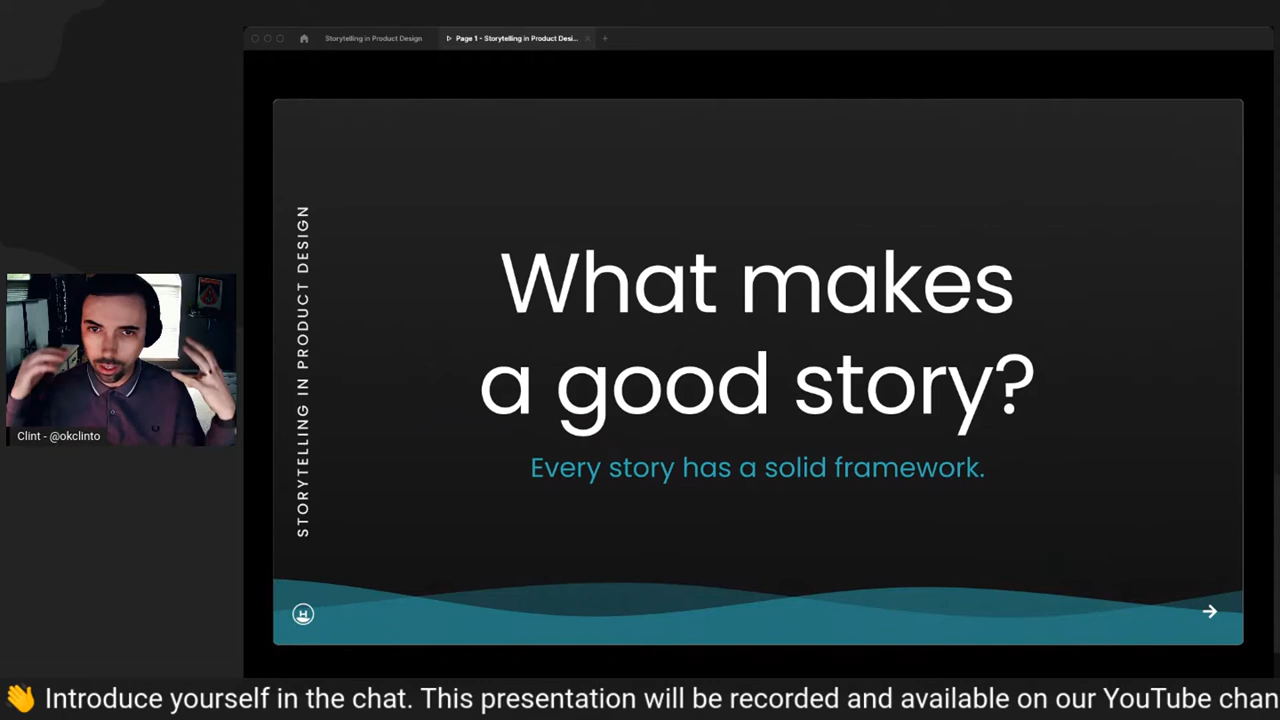 Storytelling in Product Design
Page 1 - Storytelling in Product Desi...
STORYTELLING IN PRODUCT DESIGN
What makes
a good story?
Every story has a solid framework.
Clint - @okclinto
👋 Introduce yourself in the chat. This presentation will be recorded and available on our YouTube chan